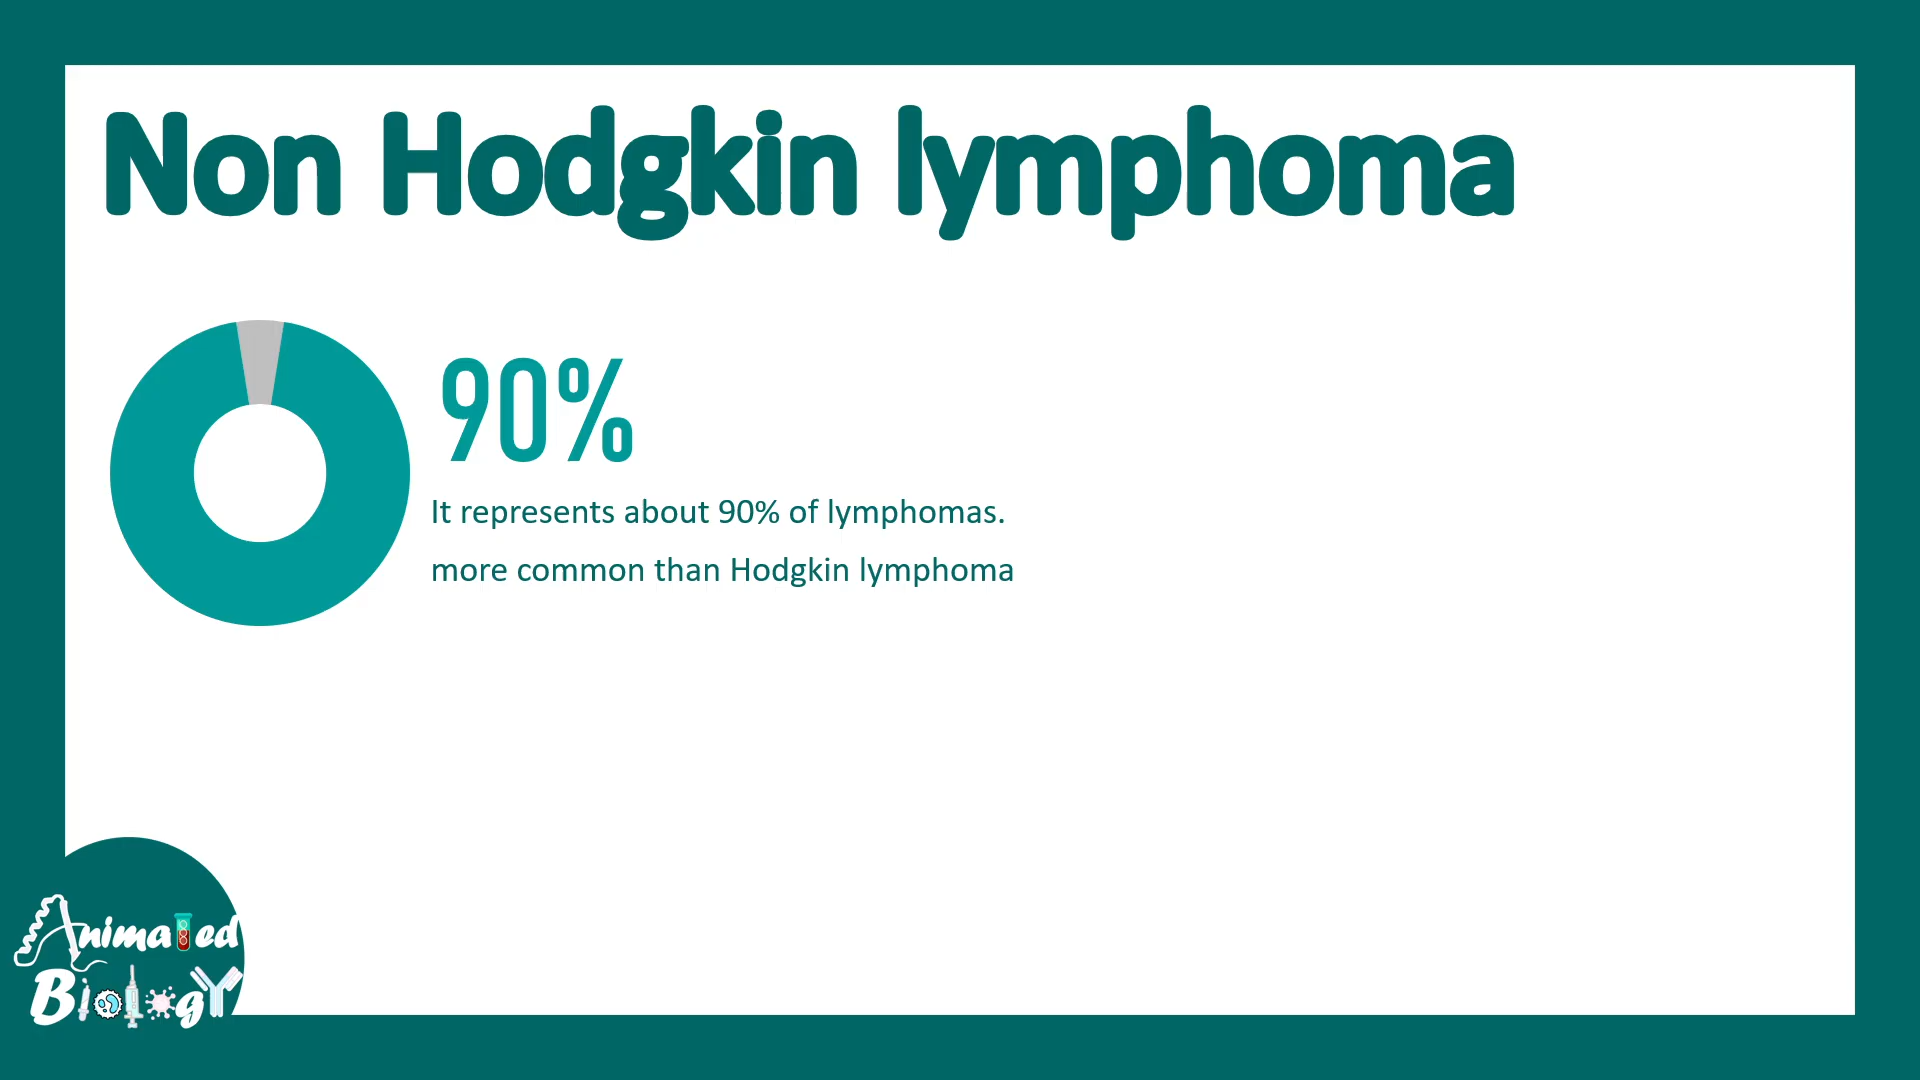 Non Hodgkin lymphoma
90%
It represents about 90% of lymphomas.
more common than Hodgkin lymphoma
Animated
Biology